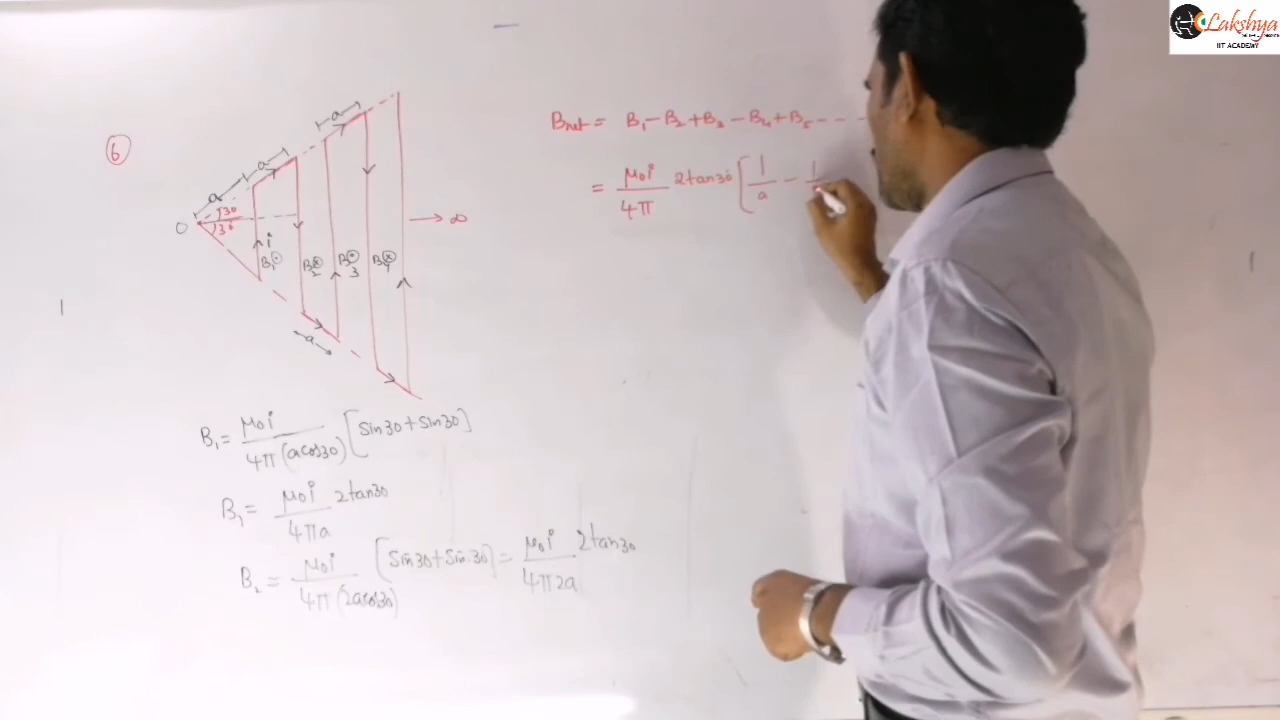 Lakshya
IIT ACADEMY
6
Bnet = B₁ - B₂ + B₃ - B₄ + B₅ - - - -
= μ₀i/4π 2tan30 [1/a - 1/
a
a
a
30
30
O
i
B₁⊙
B₂⊗
B₃⊙
B₄⊗
→ ∞
a
B₁ = μ₀i/4π(acos30) [sin30 + sin30]
B₁ = μ₀i/4πa 2tan30
B₂ = μ₀i/4π(2acos30) [sin30 + sin30] = μ₀i/4π2a 2tan30